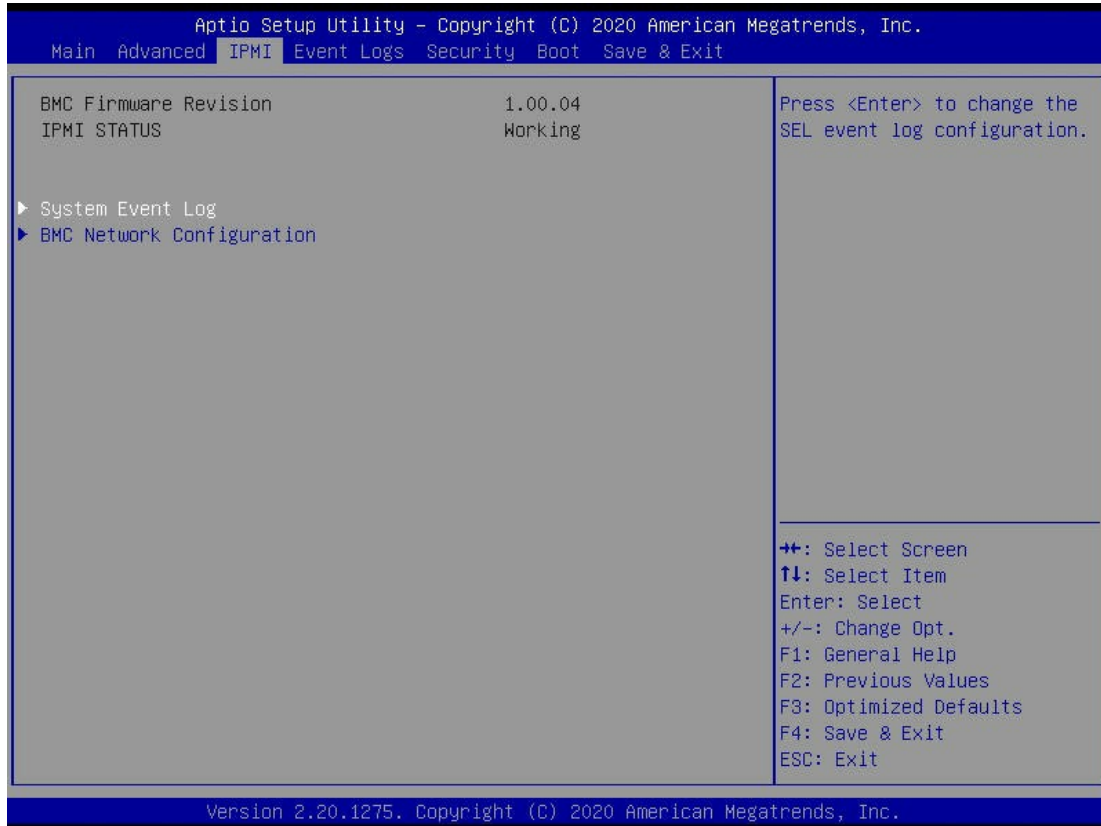 Aptio Setup Utility – Copyright (C) 2020 American Megatrends, Inc.
Main Advanced IPMI Event Logs Security Boot Save & Exit
BMC Firmware Revision 1.00.04
IPMI STATUS Working
System Event Log
BMC Network Configuration
Press <Enter> to change the
SEL event log configuration.
→←: Select Screen
↑↓: Select Item
Enter: Select
+/-: Change Opt.
F1: General Help
F2: Previous Values
F3: Optimized Defaults
F4: Save & Exit
ESC: Exit
Version 2.20.1275. Copyright (C) 2020 American Megatrends, Inc.